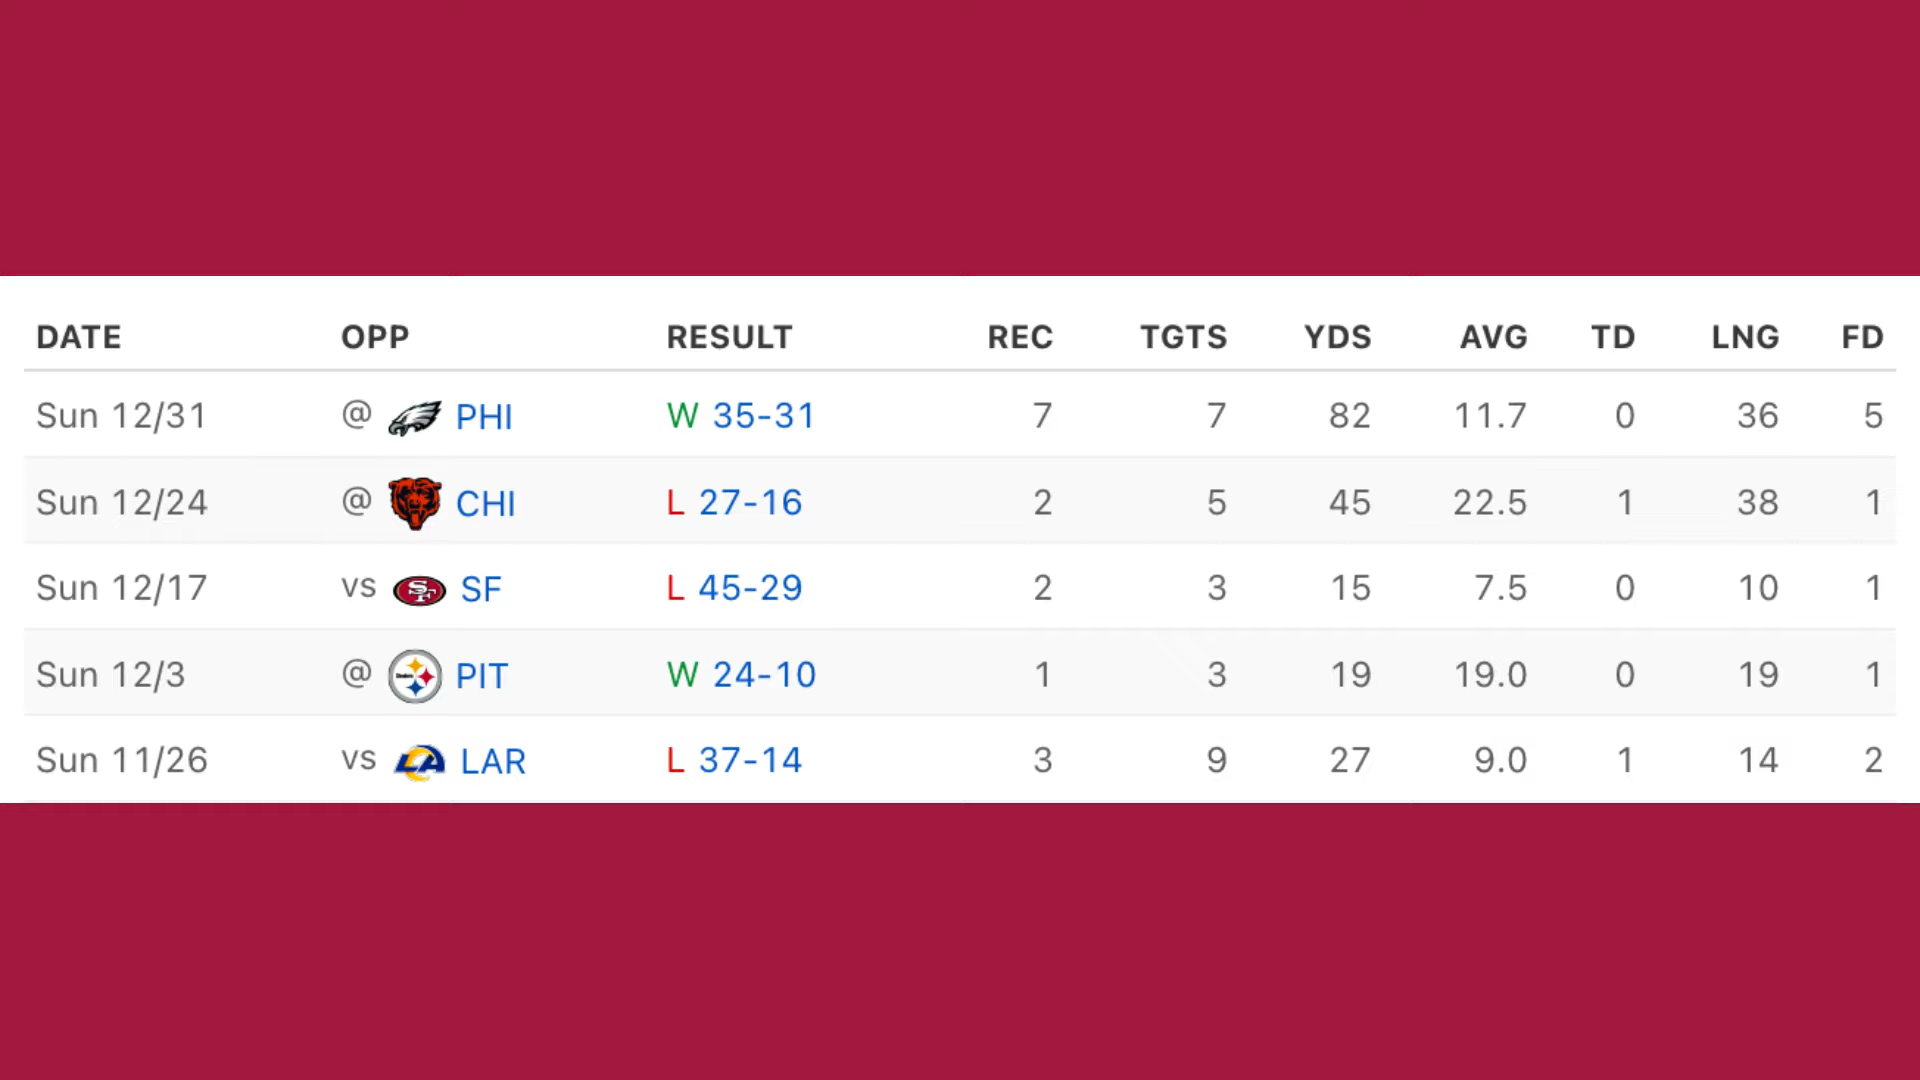 DATE OPP RESULT REC TGTS YDS AVG TD LNG FD
Sun 12/31 @ PHI W 35-31 7 7 82 11.7 0 36 5
Sun 12/24 @ CHI L 27-16 2 5 45 22.5 1 38 1
Sun 12/17 vs SF L 45-29 2 3 15 7.5 0 10 1
Sun 12/3 @ PIT W 24-10 1 3 19 19.0 0 19 1
Sun 11/26 vs LAR L 37-14 3 9 27 9.0 1 14 2